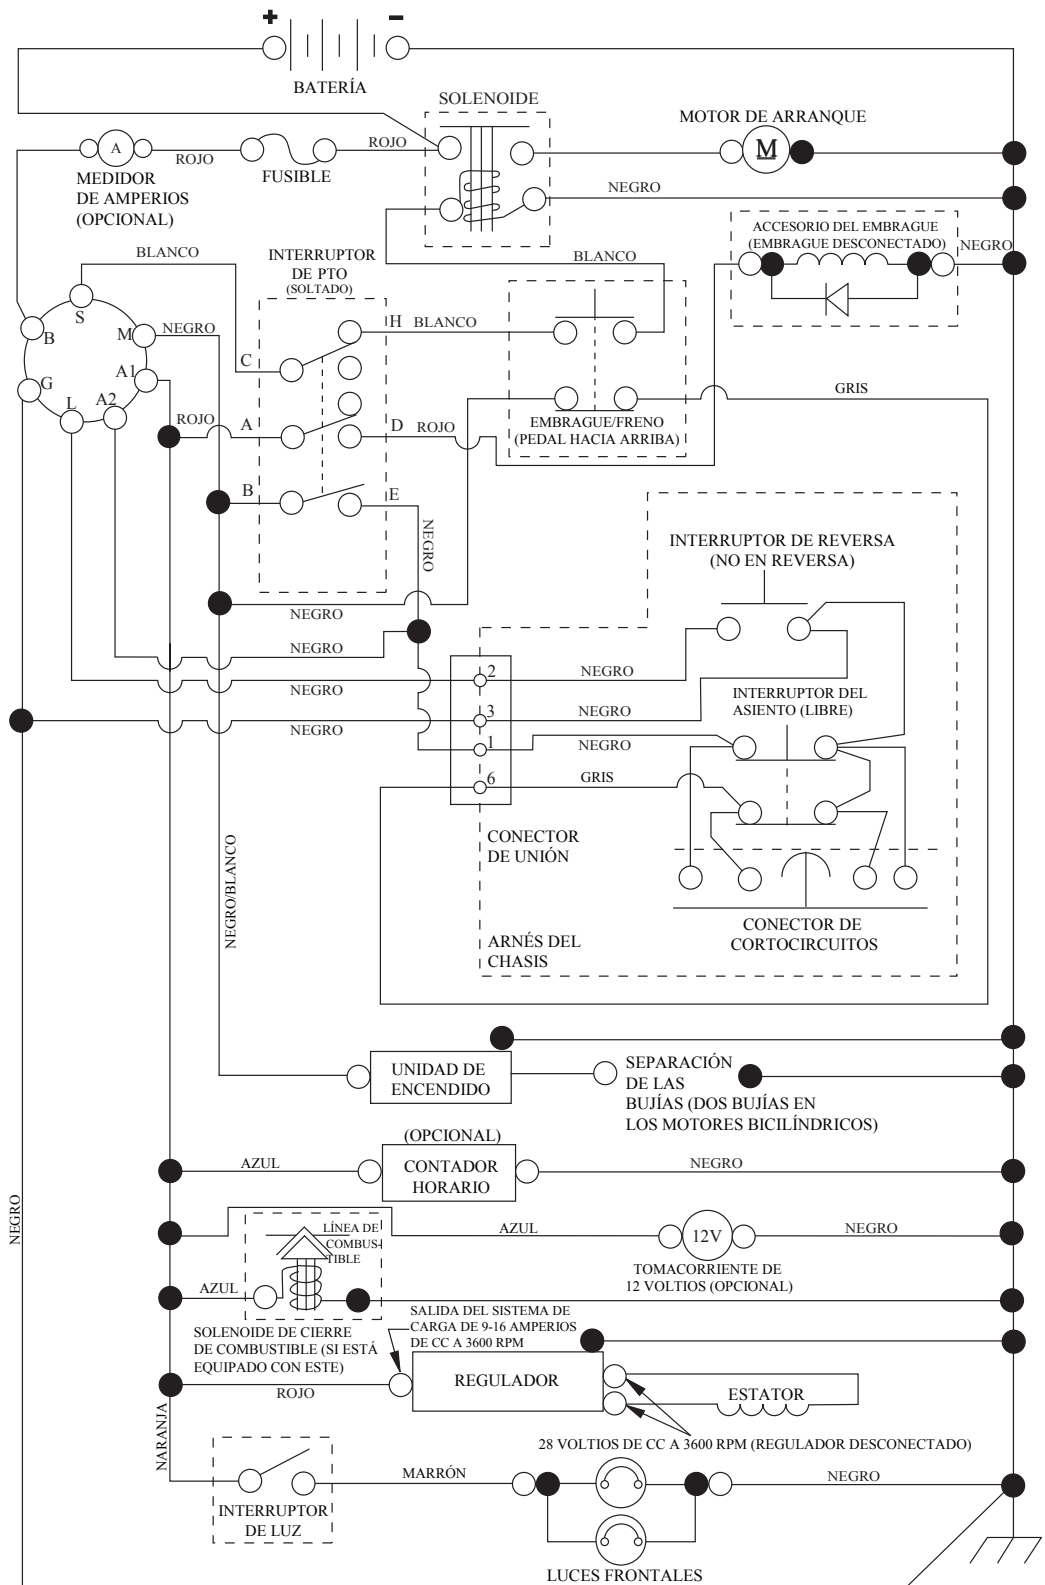 + -
BATERÍA
SOLENOIDE
MOTOR DE ARRANQUE
M
A
ROJO
ROJO
MEDIDOR
DE AMPERIOS
(OPCIONAL)
FUSIBLE
NEGRO
ACCESORIO DEL EMBRAGUE
(EMBRAGUE DESCONECTADO)
NEGRO
BLANCO
INTERRUPTOR
DE PTO
(SOLTADO)
BLANCO
S
B
M
NEGRO
H
BLANCO
C
G
A1
L
A2
ROJO
A
D
ROJO
GRIS
EMBRAGUE/FRENO
(PEDAL HACIA ARRIBA)
B
E
NEGRO
INTERRUPTOR DE REVERSA
(NO EN REVERSA)
NEGRO
NEGRO
2
NEGRO
NEGRO
INTERRUPTOR DEL
ASIENTO (LIBRE)
3
NEGRO
NEGRO
1
NEGRO
6
GRIS
CONECTOR
DE UNIÓN
NEGRO/BLANCO
CONECTOR DE
CORTOCIRCUITOS
ARNÉS DEL
CHASIS
UNIDAD DE
ENCENDIDO
SEPARACIÓN
DE LAS
BUJÍAS (DOS BUJÍAS EN
LOS MOTORES BICILÍNDRICOS)
(OPCIONAL)
AZUL
CONTADOR
HORARIO
NEGRO
NEGRO
LÍNEA DE
COMBUS-
TIBLE
AZUL
12V
NEGRO
TOMACORRIENTE DE
12 VOLTIOS (OPCIONAL)
AZUL
SOLENOIDE DE CIERRE
DE COMBUSTIBLE (SI ESTÁ
EQUIPADO CON ESTE)
SALIDA DEL SISTEMA DE
CARGA DE 9-16 AMPERIOS
DE CC A 3600 RPM
REGULADOR
ROJO
ESTATOR
28 VOLTIOS DE CC A 3600 RPM (REGULADOR DESCONECTADO)
NARANJA
MARRÓN
NEGRO
INTERRUPTOR
DE LUZ
LUCES FRONTALES